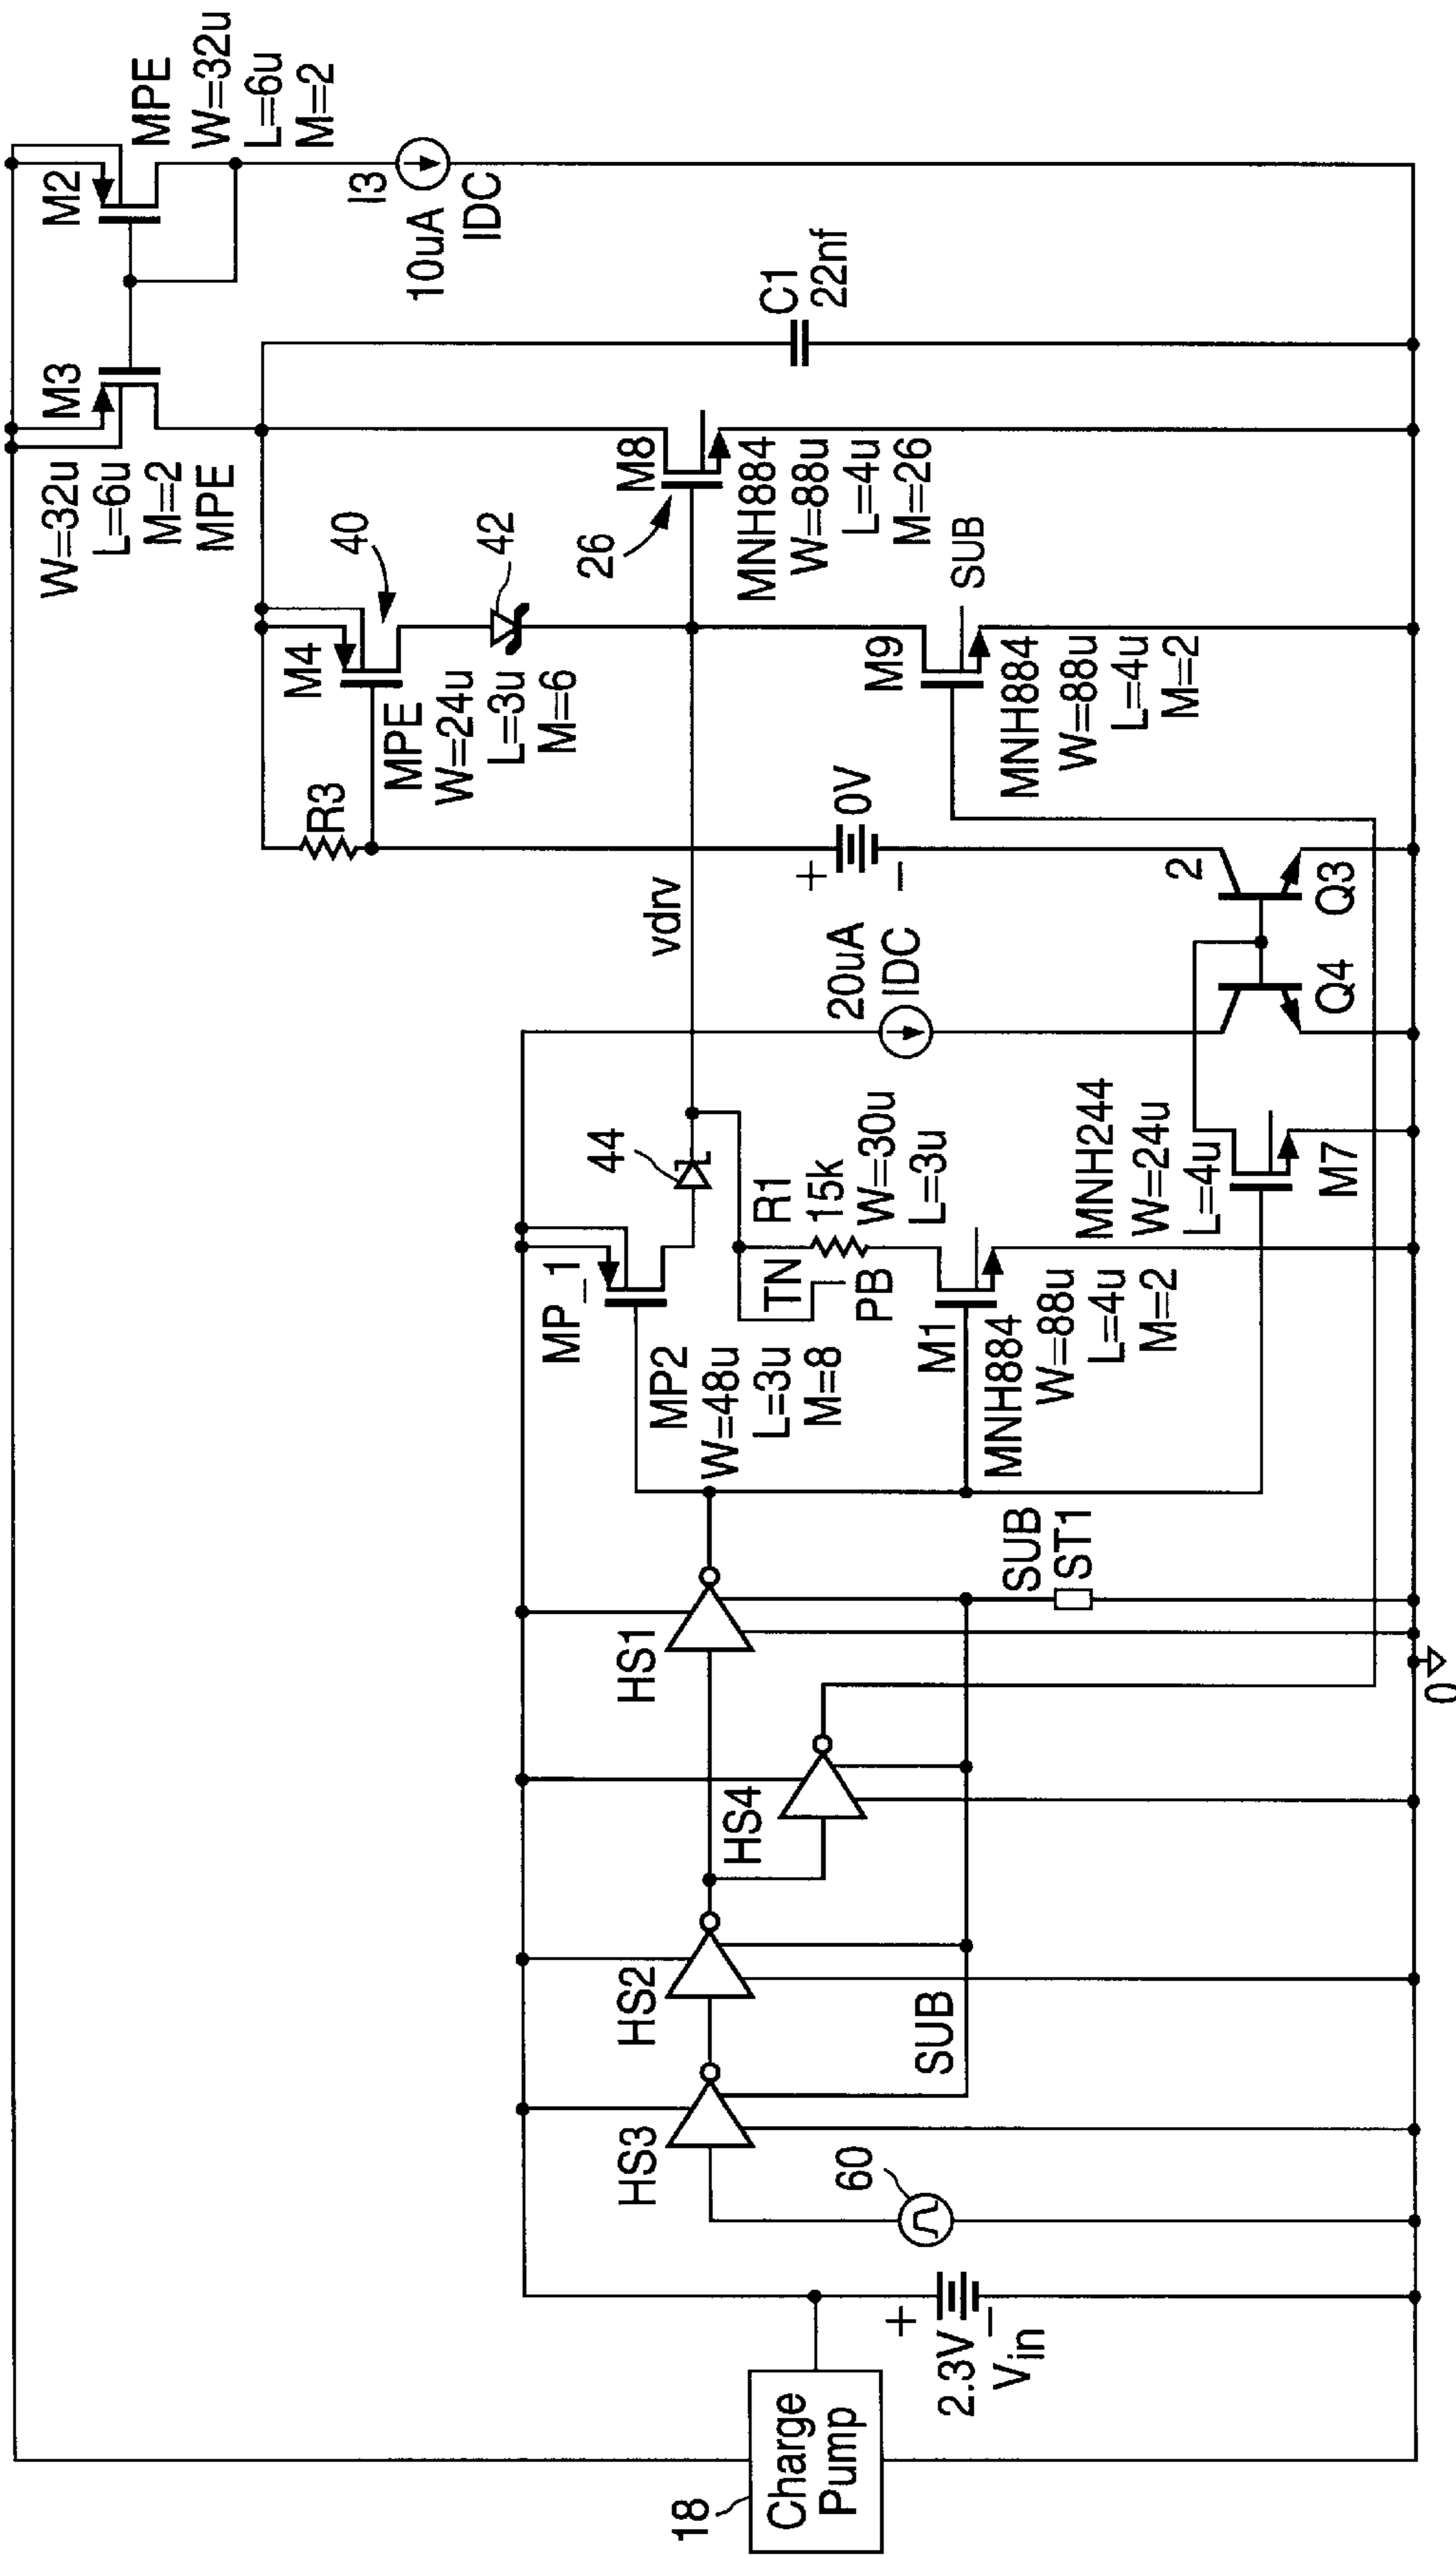 18
Charge
Pump
2.3V
Vin
+
−
60
HS3
HS2
SUB
HS4
HS1
SUB
ST1
0
MP_1
MP2
W=48u
L=3u
M=8
44
TN
PB
R1
15k
W=30u
L=3u
M1
MNH884
W=88u
L=4u
M=2
MNH244
W=24u
L=4u
M7
20uA
IDC
Q4
Q3
2
vdrv
+
−
0V
R3
M4
MPE
W=24u
L=3u
M=6
40
42
M9
SUB
MNH884
W=88u
L=4u
M=2
26
M8
MNH884
W=88u
L=4u
M=26
W=32u
L=6u
M=2
MPE
M3
C1
22nf
M2
MPE
W=32u
L=6u
M=2
I3
10uA
IDC